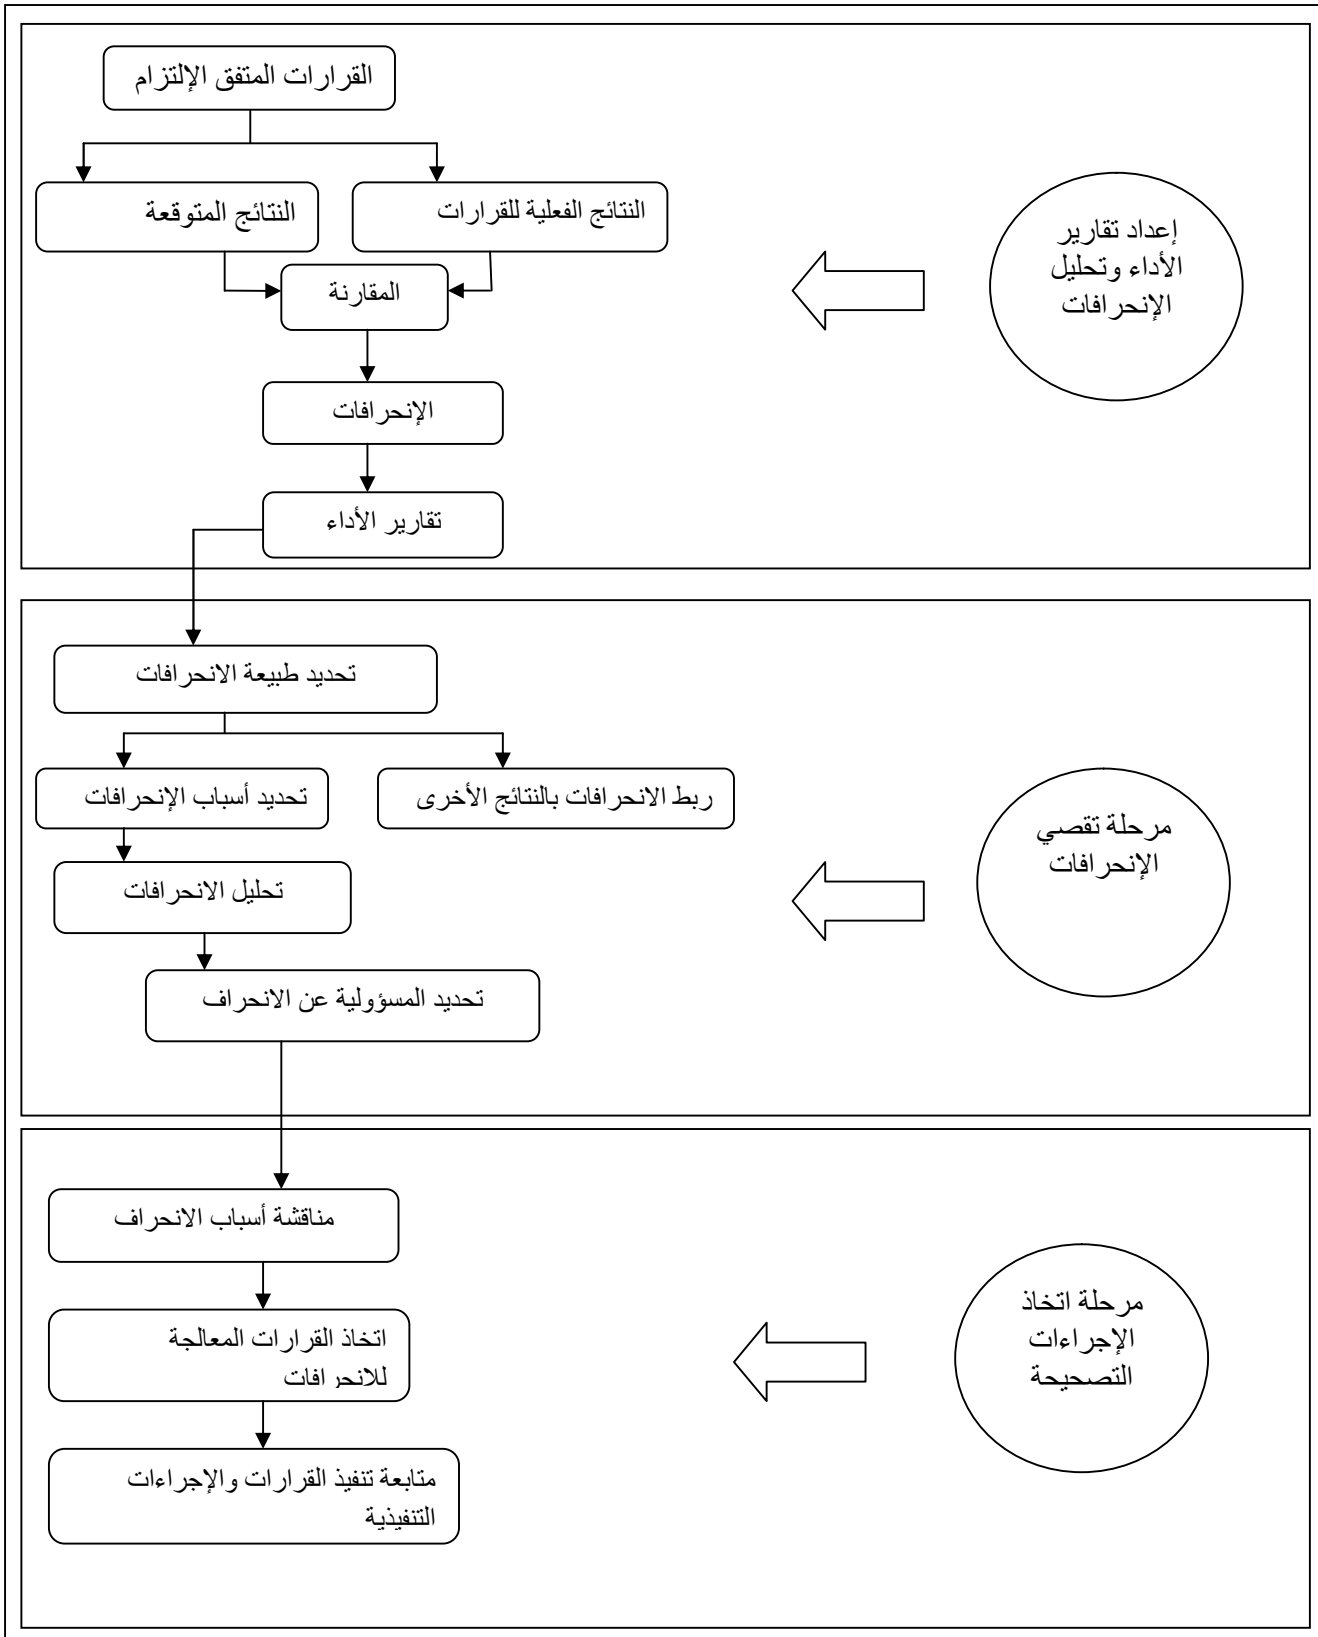 القرارات المتفق الإلتزام
النتائج الفعلية للقرارات
النتائج المتوقعة
المقارنة
الإنحرافات
تقارير الأداء
إعداد تقارير
الأداء وتحليل
الإنحرافات
تحديد طبيعة الانحرافات
ربط الانحرافات بالنتائج الأخرى
تحديد أسباب الإنحرافات
تحليل الانحرافات
تحديد المسؤولية عن الانحراف
مرحلة تقصي
الإنحرافات
مناقشة أسباب الانحراف
اتخاذ القرارات المعالجة
للانحرافات
متابعة تنفيذ القرارات والإجراءات
التنفيذية
مرحلة اتخاذ
الإجراءات
التصحيحة